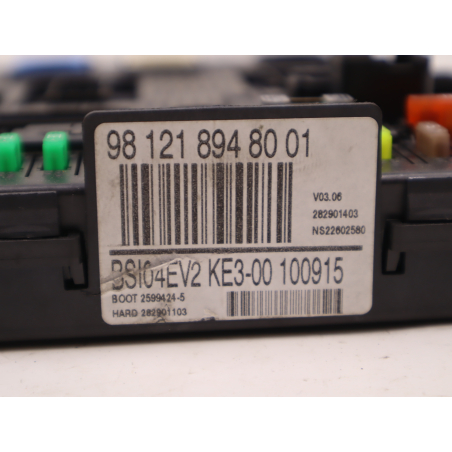 98 121 894 80 01
V03.06
282901403
NS22602580
BSI04EV2 KE3-00 100915
BOOT 2599424-5
HARD 282901103